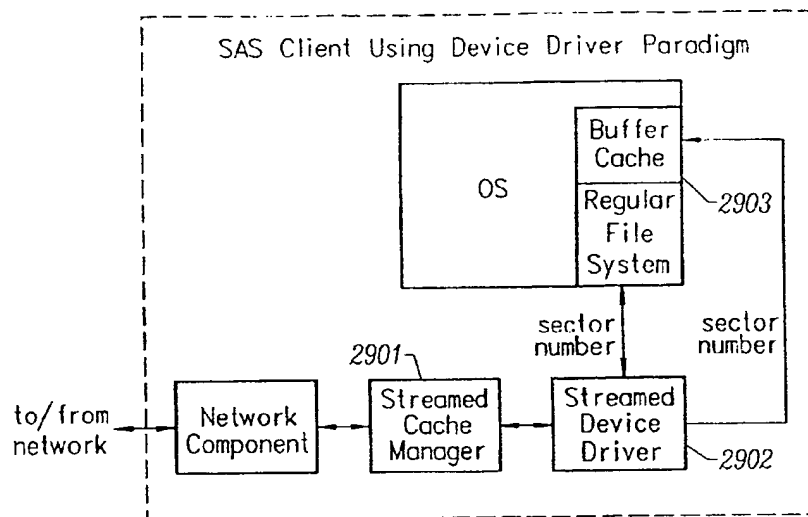 SAS Client Using Device Driver Paradigm
OS
Buffer
Cache
2903
Regular
File
System
sector
number
sector
number
2901
to/from
network
Network
Component
Streamed
Cache
Manager
Streamed
Device
Driver
2902